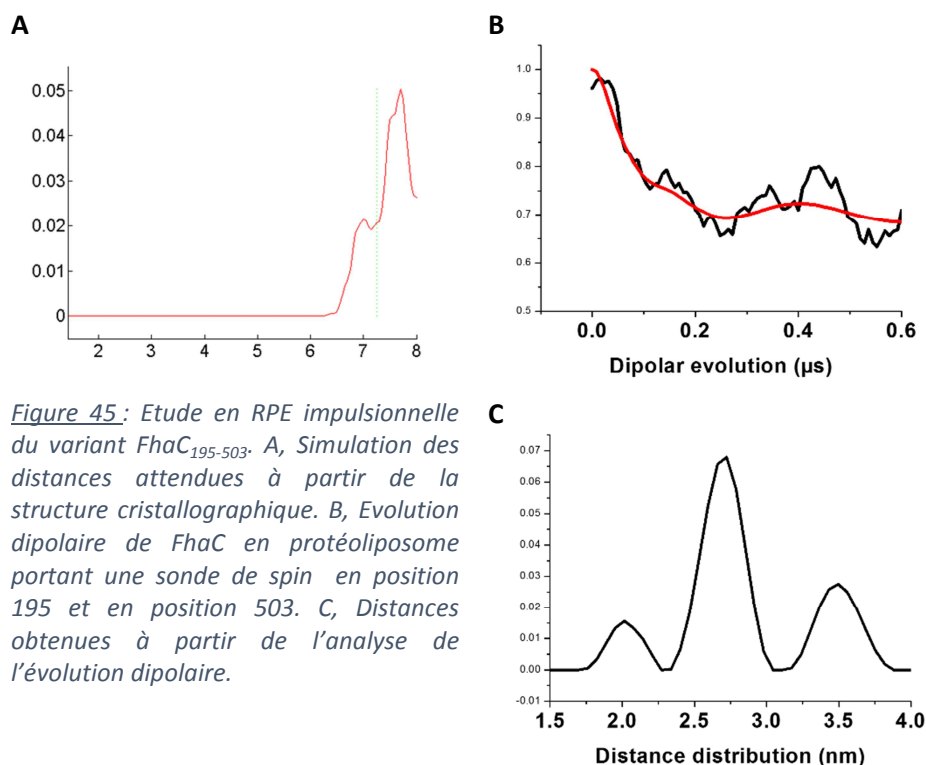 A
0.05
0.04
0.03
0.02
0.01
0
2 3 4 5 6 7 8
B
1.0
0.9
0.8
0.7
0.6
0.5
0.0 0.2 0.4 0.6
Dipolar evolution (µs)
Figure 45 : Etude en RPE impulsionnelle
du variant FhaC195-503. A, Simulation des
distances attendues à partir de la
structure cristallographique. B, Evolution
dipolaire de FhaC en protéoliposome
portant une sonde de spin en position
195 et en position 503. C, Distances
obtenues à partir de l'analyse de
l'évolution dipolaire.
C
0.07
0.06
0.05
0.04
0.03
0.02
0.01
0.00
-0.01
1.5 2.0 2.5 3.0 3.5 4.0
Distance distribution (nm)